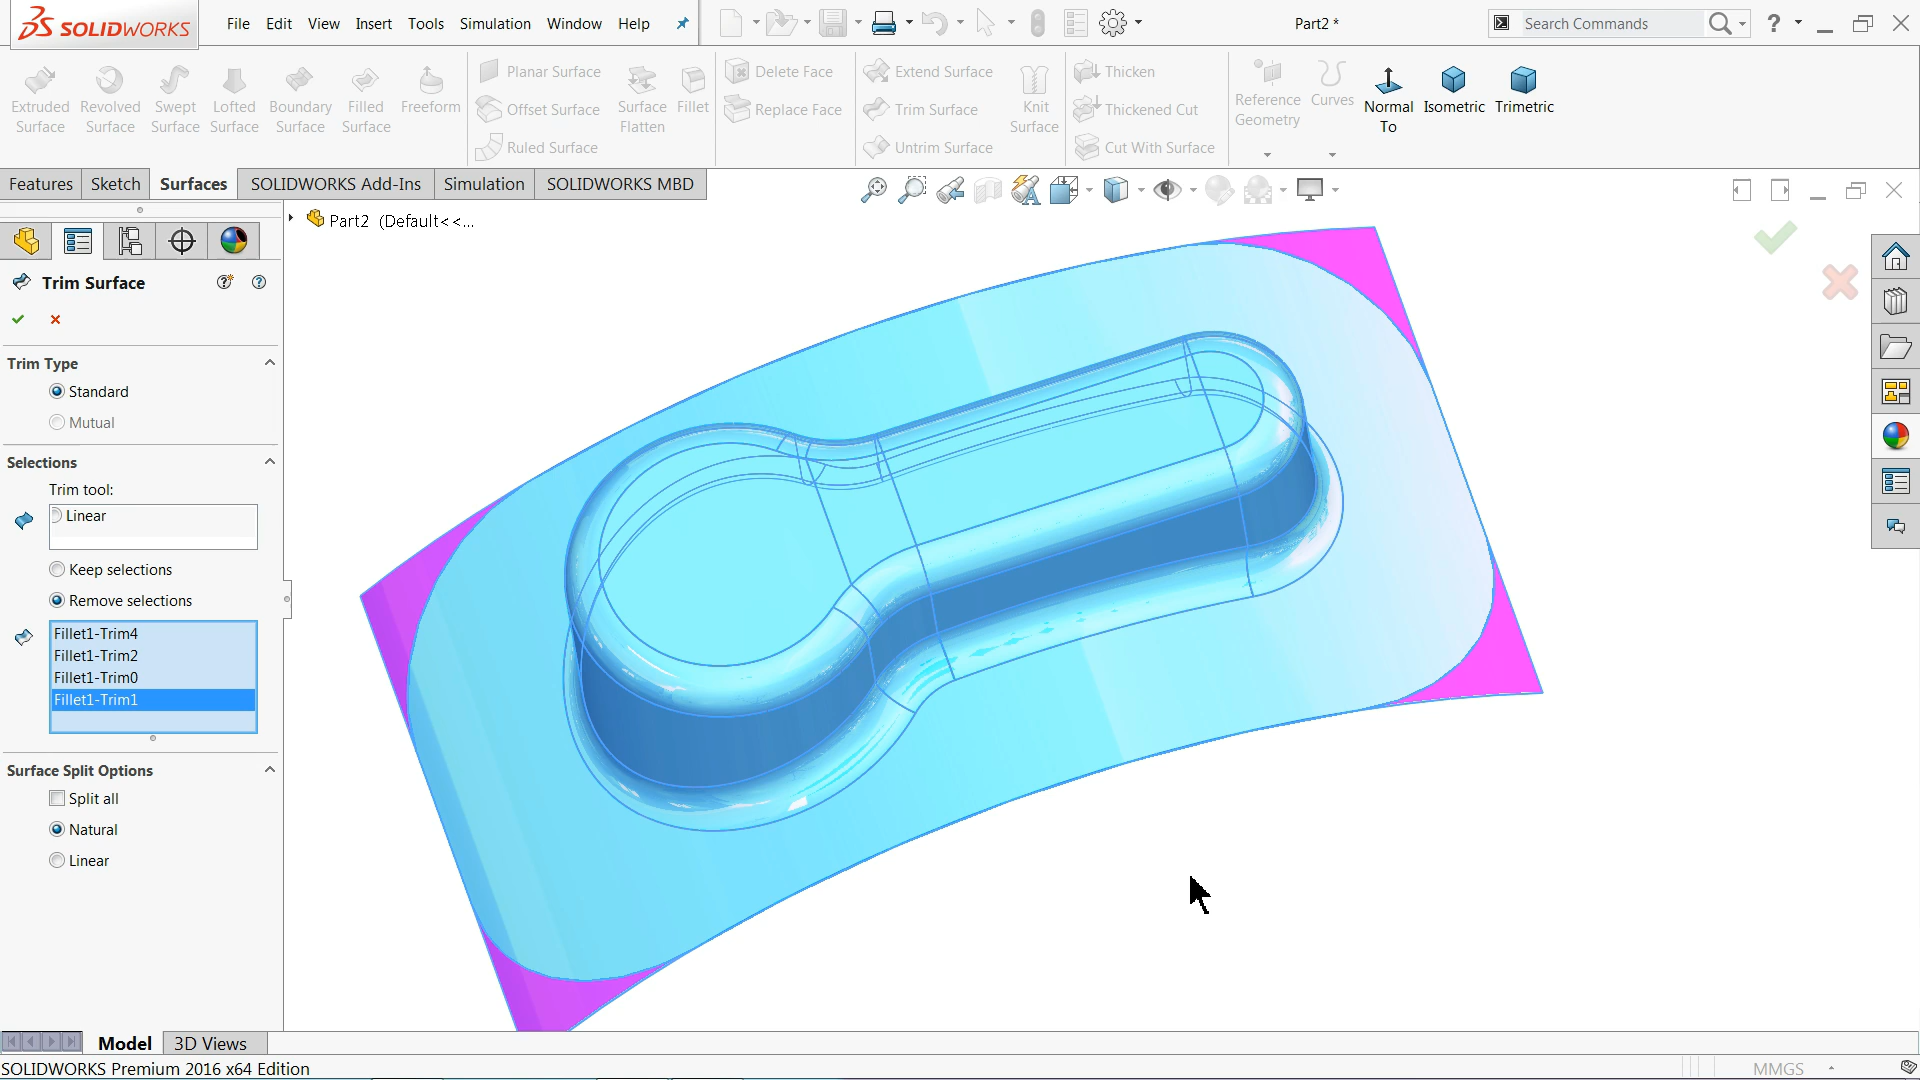 SOLIDWORKS
File Edit View Insert Tools Simulation Window Help
Part2 *
Search Commands
Extruded Surface
Revolved Surface
Swept Surface
Lofted Surface
Boundary Surface
Filled Surface
Freeform
Planar Surface
Offset Surface
Ruled Surface
Surface Flatten
Fillet
Delete Face
Replace Face
Extend Surface
Trim Surface
Untrim Surface
Knit Surface
Thicken
Thickened Cut
Cut With Surface
Reference Geometry
Curves
Normal To
Isometric
Trimetric
Features Sketch Surfaces SOLIDWORKS Add-Ins Simulation SOLIDWORKS MBD
Part2 (Default<<...
Trim Surface
Trim Type
Standard
Mutual
Selections
Trim tool:
Linear
Keep selections
Remove selections
Fillet1-Trim4
Fillet1-Trim2
Fillet1-Trim0
Fillet1-Trim1
Surface Split Options
Split all
Natural
Linear
Model 3D Views
SOLIDWORKS Premium 2016 x64 Edition
MMGS